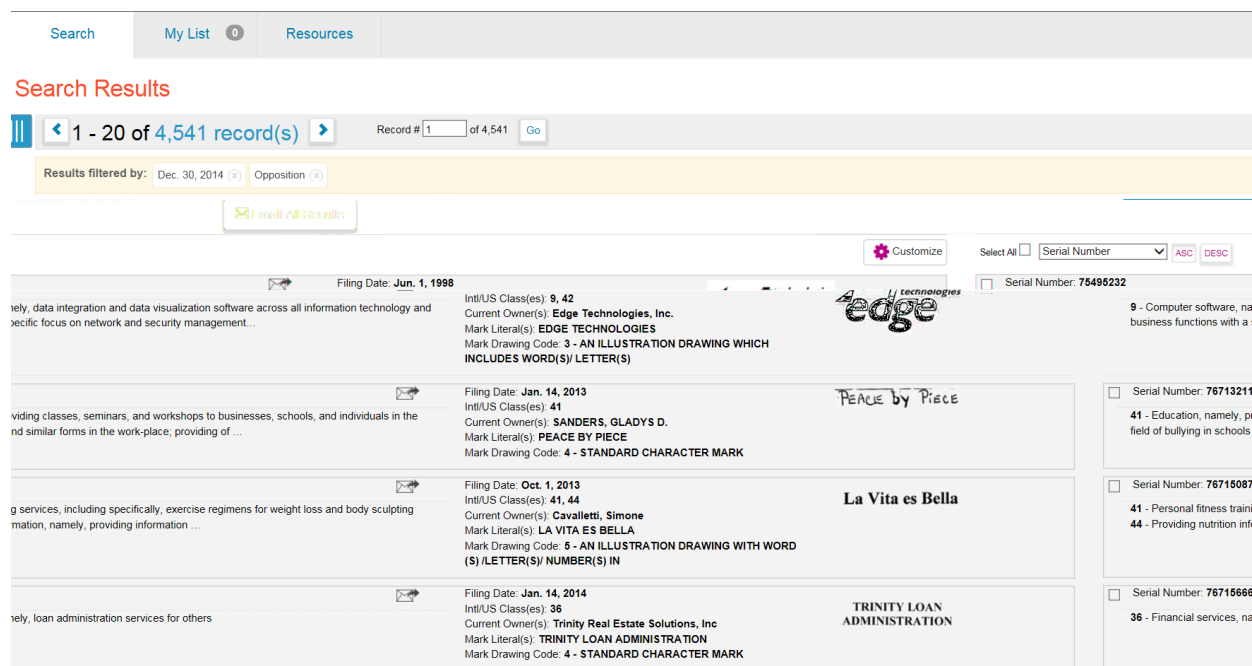 Search My List 0 Resources
Search Results
1 - 20 of 4,541 record(s) Record # 1 of 4,541 Go
Results filtered by: Dec. 30, 2014 Opposition
Email All Results
Customize Select All Serial Number ASC DESC
Filing Date: Jun. 1, 1998
Serial Number: 75495232
nely, data integration and data visualization software across all information technology and
pecific focus on network and security management...
Intl/US Class(es): 9, 42
Current Owner(s): Edge Technologies, Inc.
Mark Literal(s): EDGE TECHNOLOGIES
Mark Drawing Code: 3 - AN ILLUSTRATION DRAWING WHICH
INCLUDES WORD(S)/ LETTER(S)
technologies
edge
9 - Computer software, na
business functions with a s
oviding classes, seminars, and workshops to businesses, schools, and individuals in the
nd similar forms in the work-place; providing of ...
Filing Date: Jan. 14, 2013
Intl/US Class(es): 41
Current Owner(s): SANDERS, GLADYS D.
Mark Literal(s): PEACE BY PIECE
Mark Drawing Code: 4 - STANDARD CHARACTER MARK
PEACE by PIECE
Serial Number: 76713211
41 - Education, namely, pr
field of bullying in schools
g services, including specifically, exercise regimens for weight loss and body sculpting
rmation, namely, providing information ...
Filing Date: Oct. 1, 2013
Intl/US Class(es): 41, 44
Current Owner(s): Cavalletti, Simone
Mark Literal(s): LA VITA ES BELLA
Mark Drawing Code: 5 - AN ILLUSTRATION DRAWING WITH WORD
(S) /LETTER(S)/ NUMBER(S) IN
La Vita es Bella
Serial Number: 76715087
41 - Personal fitness traini
44 - Providing nutrition info
nely, loan administration services for others
Filing Date: Jan. 14, 2014
Intl/US Class(es): 36
Current Owner(s): Trinity Real Estate Solutions, Inc
Mark Literal(s): TRINITY LOAN ADMINISTRATION
Mark Drawing Code: 4 - STANDARD CHARACTER MARK
TRINITY LOAN
ADMINISTRATION
Serial Number: 76715666
36 - Financial services, na